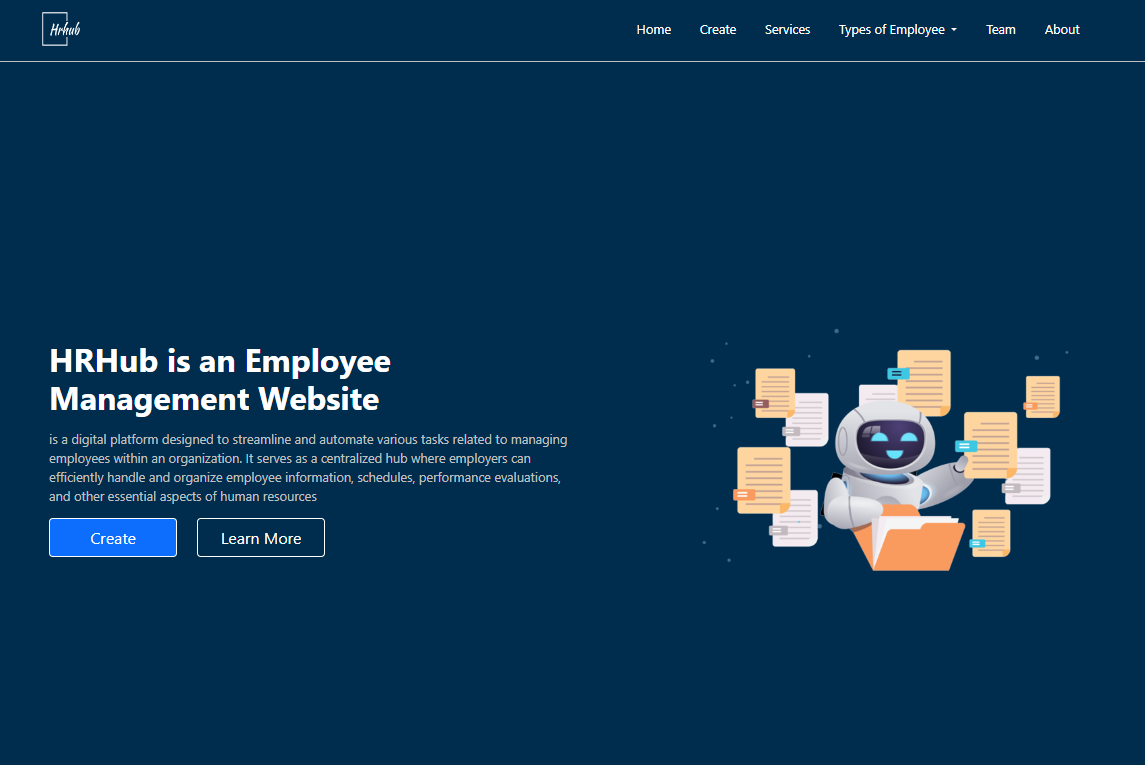 Hrhub
Home Create Services Types of Employee Team About
HRHub is an Employee
Management Website
is a digital platform designed to streamline and automate various tasks related to managing
employees within an organization. It serves as a centralized hub where employers can
efficiently handle and organize employee information, schedules, performance evaluations,
and other essential aspects of human resources
Create Learn More